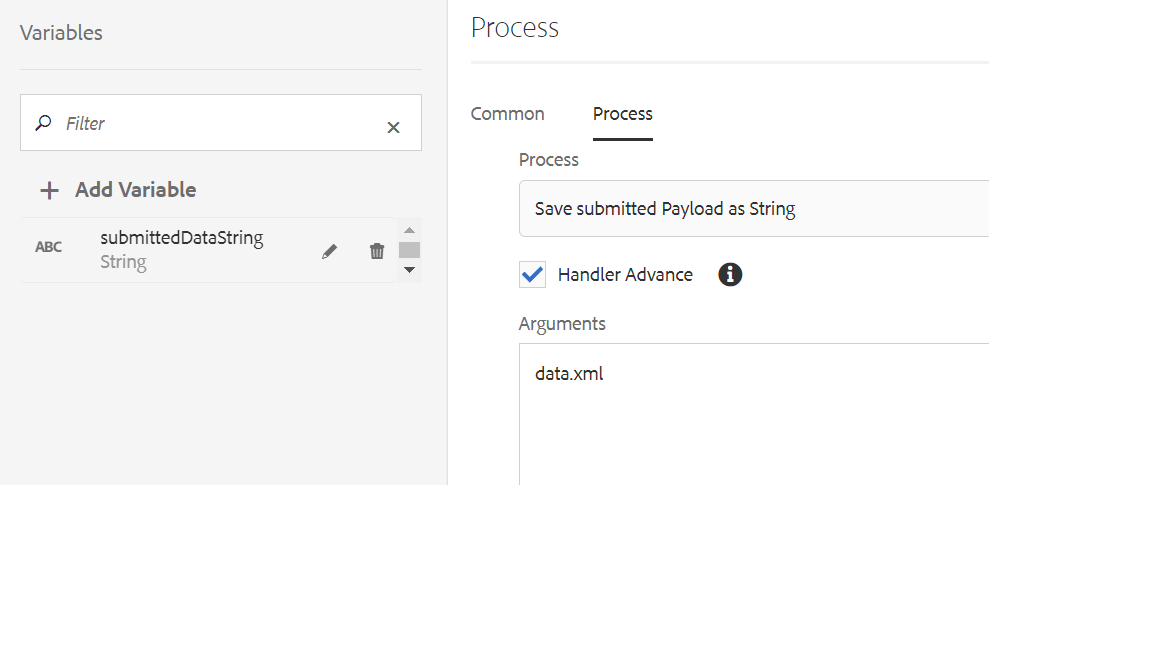 Variables
Filter
Add Variable
ABC
submittedDataString
String
Process
Common
Process
Process
Save submitted Payload as String
Handler Advance
Arguments
data.xml